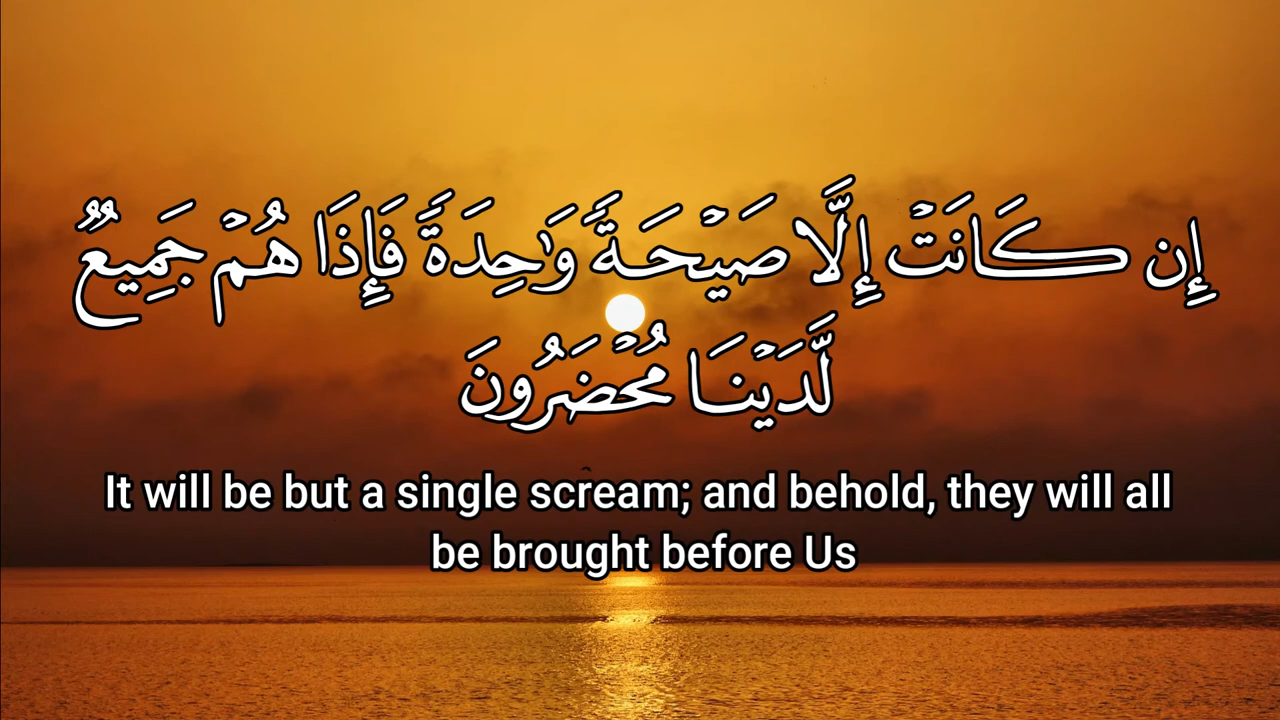 إِن كَانَتْ إِلَّا صَيْحَةً وَٰحِدَةً فَإِذَا هُمْ جَمِيعٌ
لَّدَيْنَا مُحْضَرُونَ
It will be but a single scream; and behold, they will all
be brought before Us